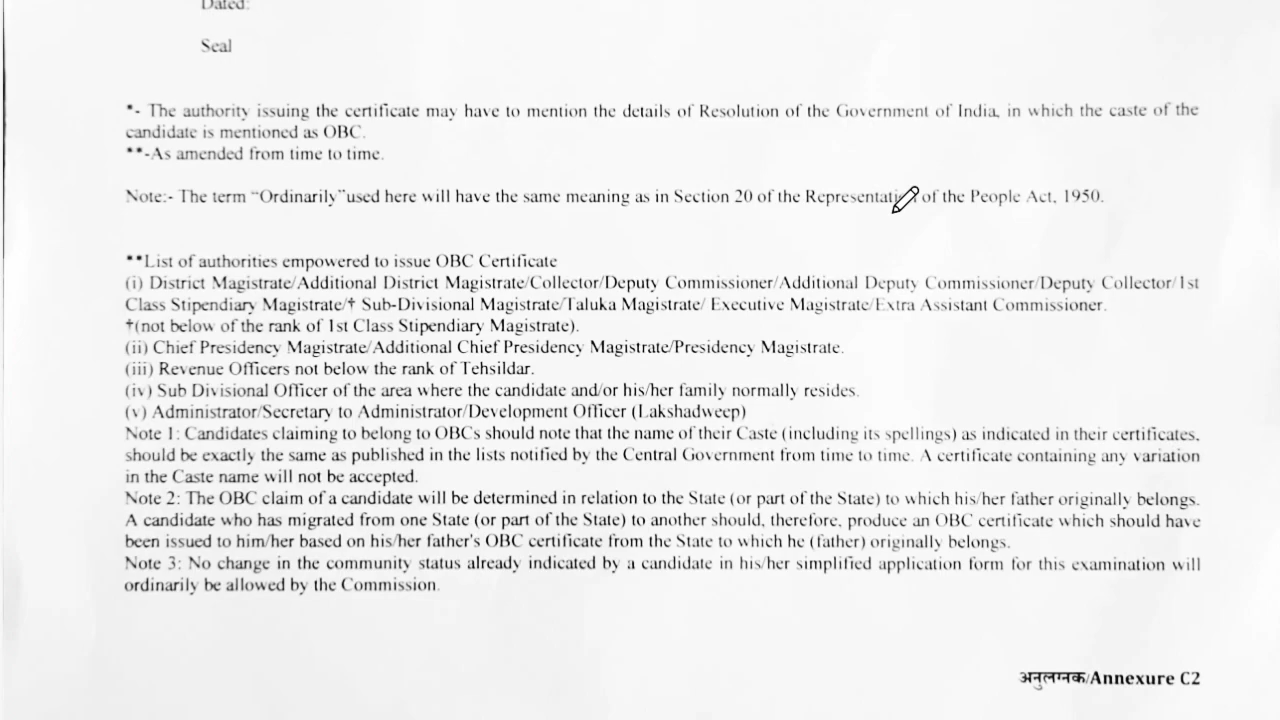 Dated:
Seal
*- The authority issuing the certificate may have to mention the details of Resolution of the Government of India, in which the caste of the
candidate is mentioned as OBC.
**-As amended from time to time.
Note:- The term “Ordinarily”used here will have the same meaning as in Section 20 of the Representati of the People Act, 1950.
**List of authorities empowered to issue OBC Certificate
(i) District Magistrate/Additional District Magistrate/Collector/Deputy Commissioner/Additional Deputy Commissioner/Deputy Collector/1st
Class Stipendiary Magistrate/† Sub-Divisional Magistrate/Taluka Magistrate/ Executive Magistrate/Extra Assistant Commissioner.
†(not below of the rank of 1st Class Stipendiary Magistrate).
(ii) Chief Presidency Magistrate/Additional Chief Presidency Magistrate/Presidency Magistrate.
(iii) Revenue Officers not below the rank of Tehsildar.
(iv) Sub Divisional Officer of the area where the candidate and/or his/her family normally resides.
(v) Administrator/Secretary to Administrator/Development Officer (Lakshadweep)
Note 1: Candidates claiming to belong to OBCs should note that the name of their Caste (including its spellings) as indicated in their certificates,
should be exactly the same as published in the lists notified by the Central Government from time to time. A certificate containing any variation
in the Caste name will not be accepted.
Note 2: The OBC claim of a candidate will be determined in relation to the State (or part of the State) to which his/her father originally belongs.
A candidate who has migrated from one State (or part of the State) to another should, therefore, produce an OBC certificate which should have
been issued to him/her based on his/her father's OBC certificate from the State to which he (father) originally belongs.
Note 3: No change in the community status already indicated by a candidate in his/her simplified application form for this examination will
ordinarily be allowed by the Commission.
अनुलग्नक/Annexure C2